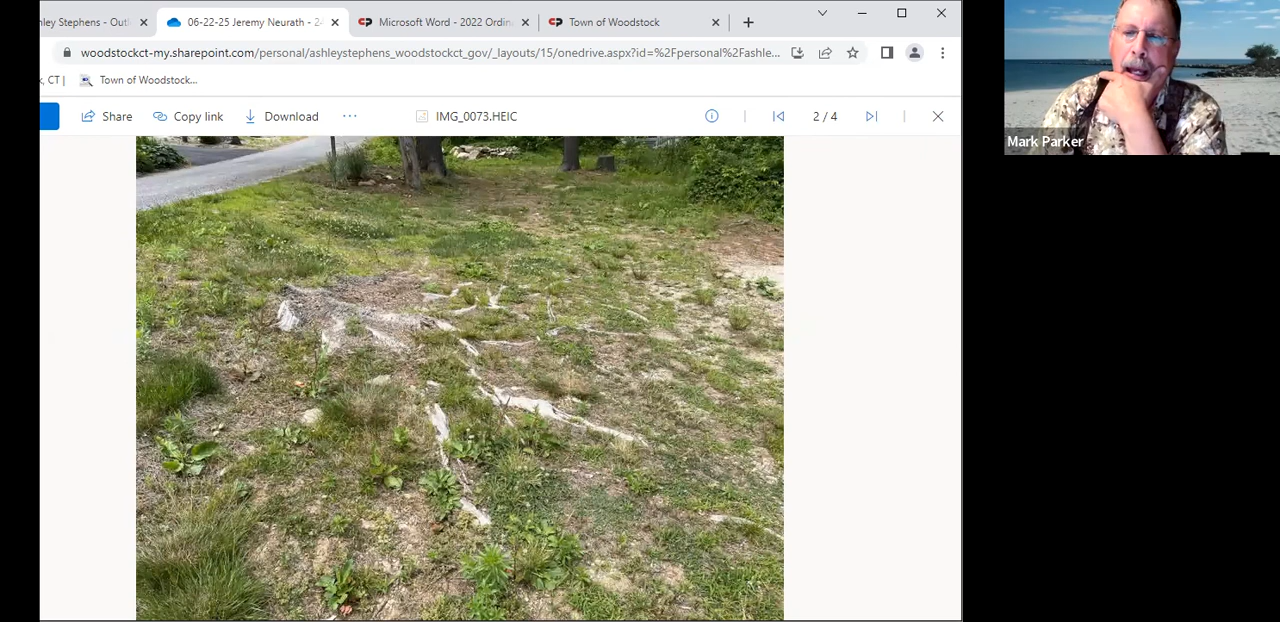 hley Stephens - Outl
06-22-25 Jeremy Neurath - 2
Microsoft Word - 2022 Ordin
Town of Woodstock
woodstockct-my.sharepoint.com/personal/ashleystephens_woodstockct_gov/_layouts/15/onedrive.aspx?id=%2Fpersonal%2Fashle...
, CT |
Town of Woodstock...
Share
Copy link
Download
IMG_0073.HEIC
2 / 4
Mark Parker